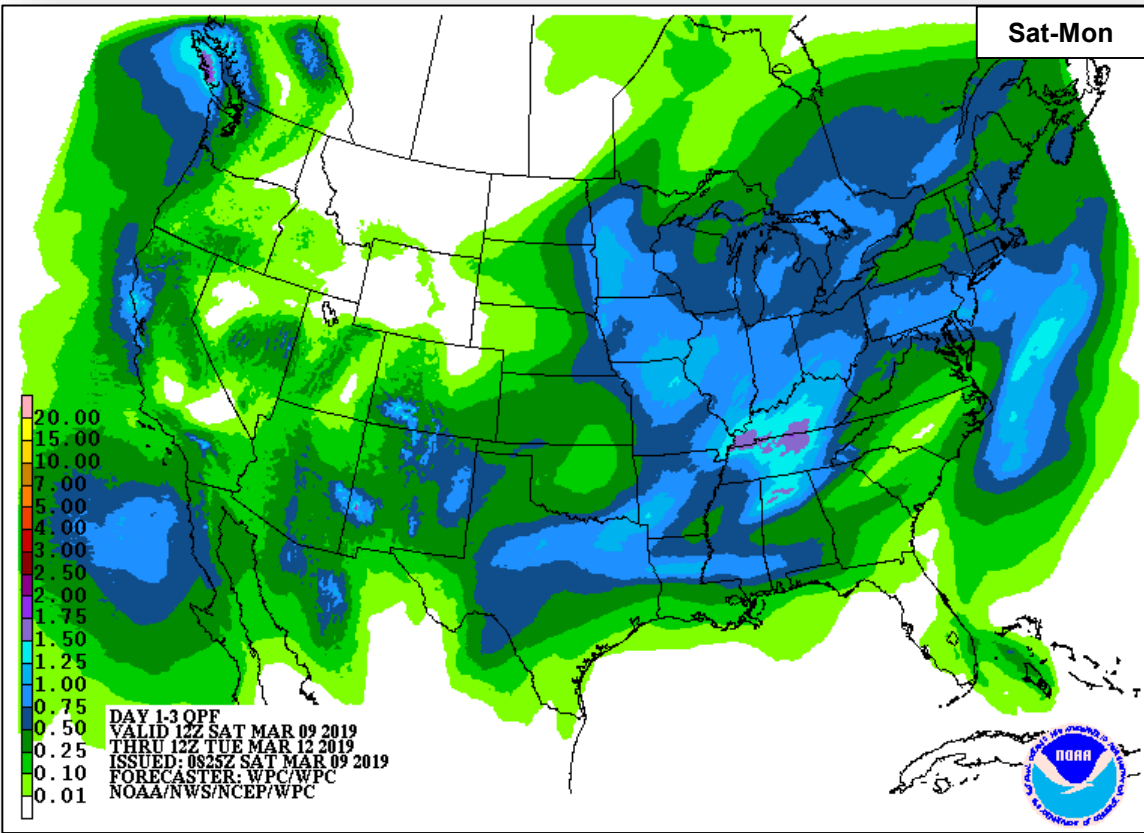 Sat-Mon
20.00
15.00
10.00
7.00
5.00
4.00
3.00
2.50
2.00
1.75
1.50
1.25
1.00
0.75
0.50
0.25
0.10
0.01
DAY 1-3 QPF
VALID 12Z SAT MAR 09 2019
THRU 12Z TUE MAR 12 2019
ISSUED: 0825Z SAT MAR 09 2019
FORECASTER: WPC/WPC
NOAA/NWS/NCEP/WPC
NOAA